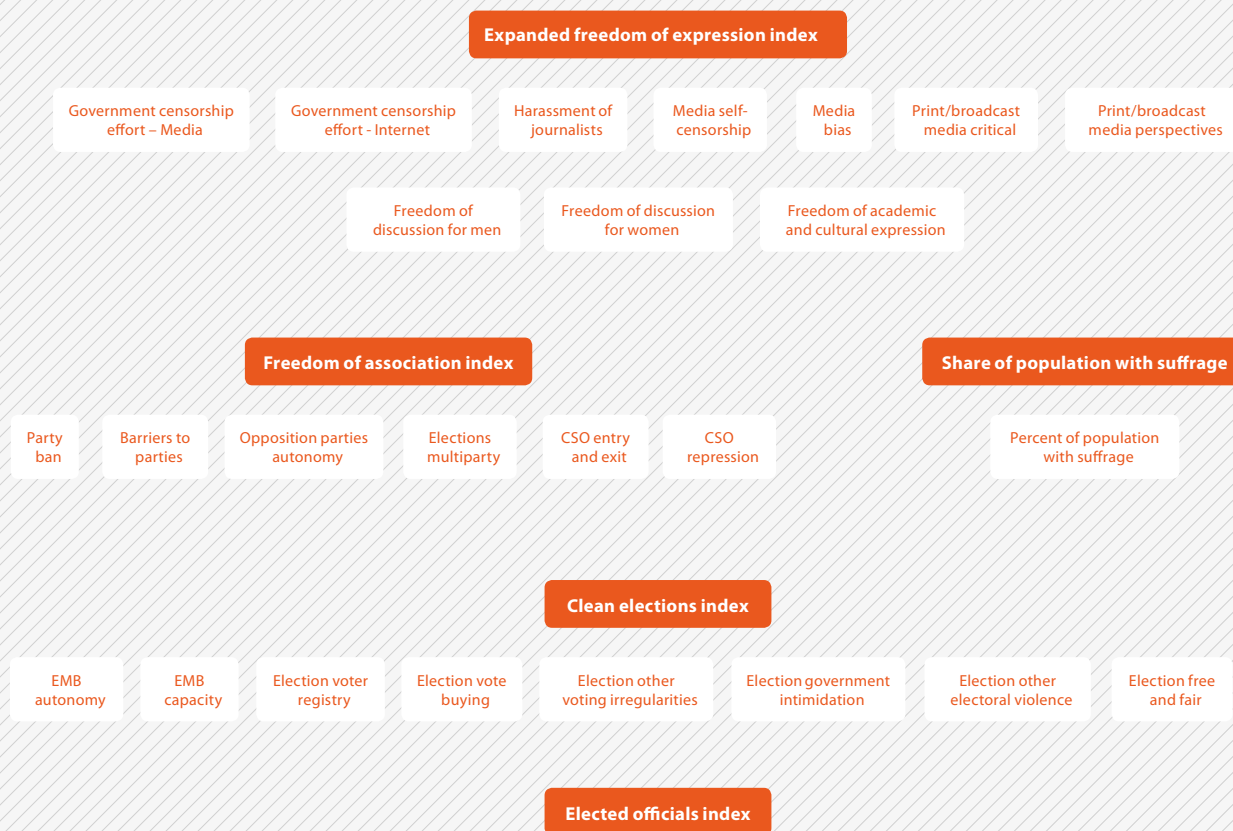 Expanded freedom of expression index
Government censorship
effort – Media
Government censorship
effort - Internet
Harassment of
journalists
Media self-
censorship
Media
bias
Print/broadcast
media critical
Print/broadcast
media perspectives
Freedom of
discussion for men
Freedom of discussion
for women
Freedom of academic
and cultural expression
Freedom of association index
Share of population with suffrage
Party
ban
Barriers to
parties
Opposition parties
autonomy
Elections
multiparty
CSO entry
and exit
CSO
repression
Percent of population
with suffrage
Clean elections index
EMB
autonomy
EMB
capacity
Election voter
registry
Election vote
buying
Election other
voting irregularities
Election government
intimidation
Election other
electoral violence
Election free
and fair
Elected officials index